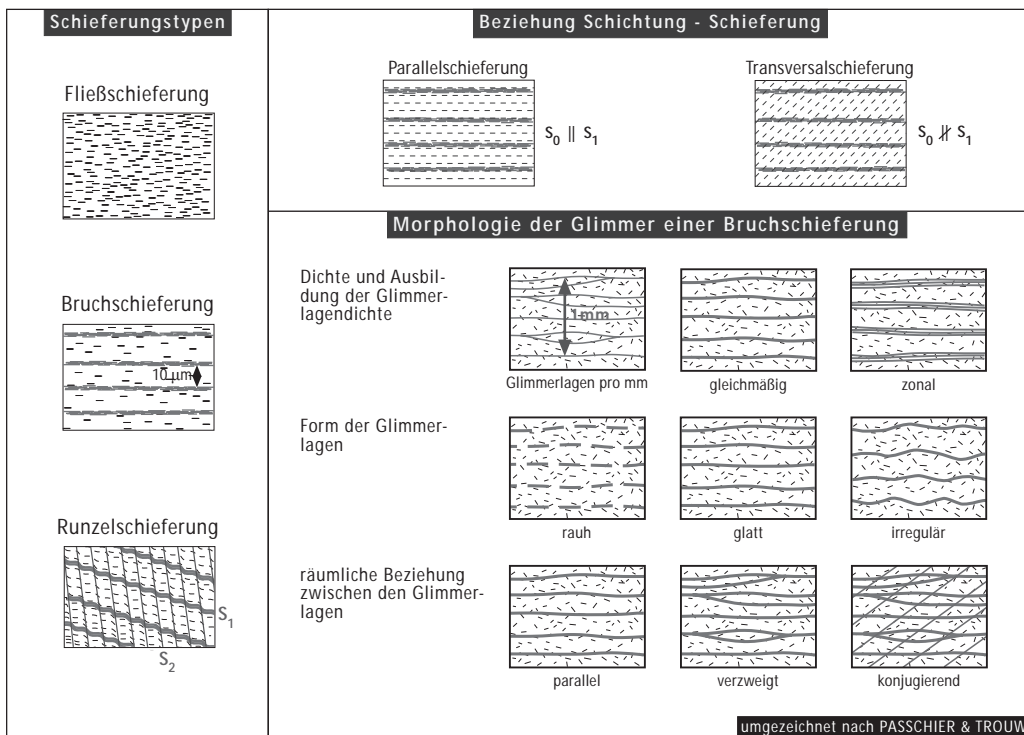 Schieferungstypen
Fließschieferung
Bruchschieferung
10 µm
Runzelschieferung
S1
S2
Beziehung Schichtung - Schieferung
Parallelschieferung
S0 || S1
Transversalschieferung
S0 ∦ S1
Morphologie der Glimmer einer Bruchschieferung
Dichte und Ausbil-
dung der Glimmer-
lagendichte
1mm
Glimmerlagen pro mm
gleichmäßig
zonal
Form der Glimmer-
lagen
rauh
glatt
irregulär
räumliche Beziehung
zwischen den Glimmer-
lagen
parallel
verzweigt
konjugierend
umgezeichnet nach PASSCHIER & TROUW